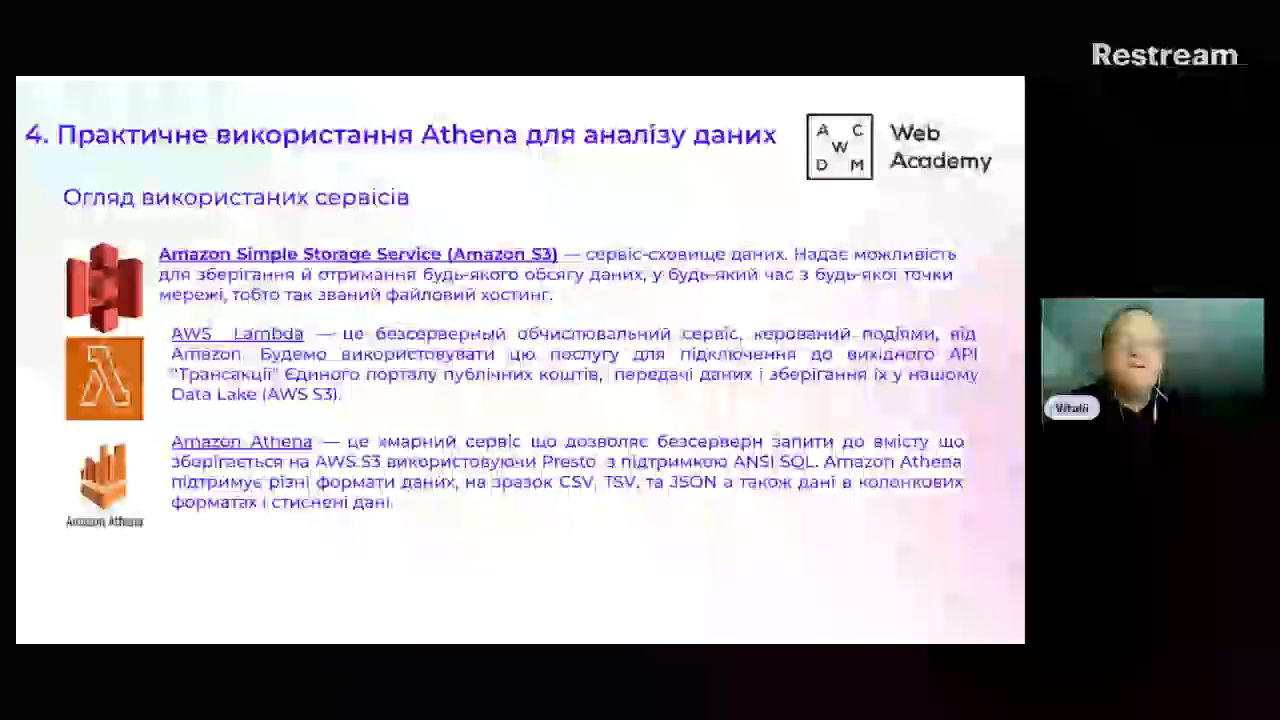 Restream
4. Практичне використання Athena для аналізу даних
A C
W
D M
Web
Academy
Огляд використаних сервісів
Amazon Simple Storage Service (Amazon S3) — сервіс-сховище даних. Надає можливість
для зберігання й отримання будь-якого обсягу даних, у будь-який час з будь-якої точки
мережі, тобто так званий файловий хостинг.
AWS Lambda — це безсерверный обчислювальний сервіс, керований подіями, від
Amazon Будемо використовувати цю послугу для підключення до вихідного API
"Трансакції" Єдиного порталу публічних коштів, передачі даних і зберігання їх у нашому
Data Lake (AWS S3).
Amazon Athena — це хмарний сервіс що дозволяє безсерверн запити до вмісту що
зберігається на AWS S3 використовуючи Presto з підтримкою ANSI SQL. Amazon Athena
підтримує різні формати даних, на зразок CSV, TSV, та JSON а також дані в колонкових
форматах і стиснені дані.
Amazon Athena
Vitalii